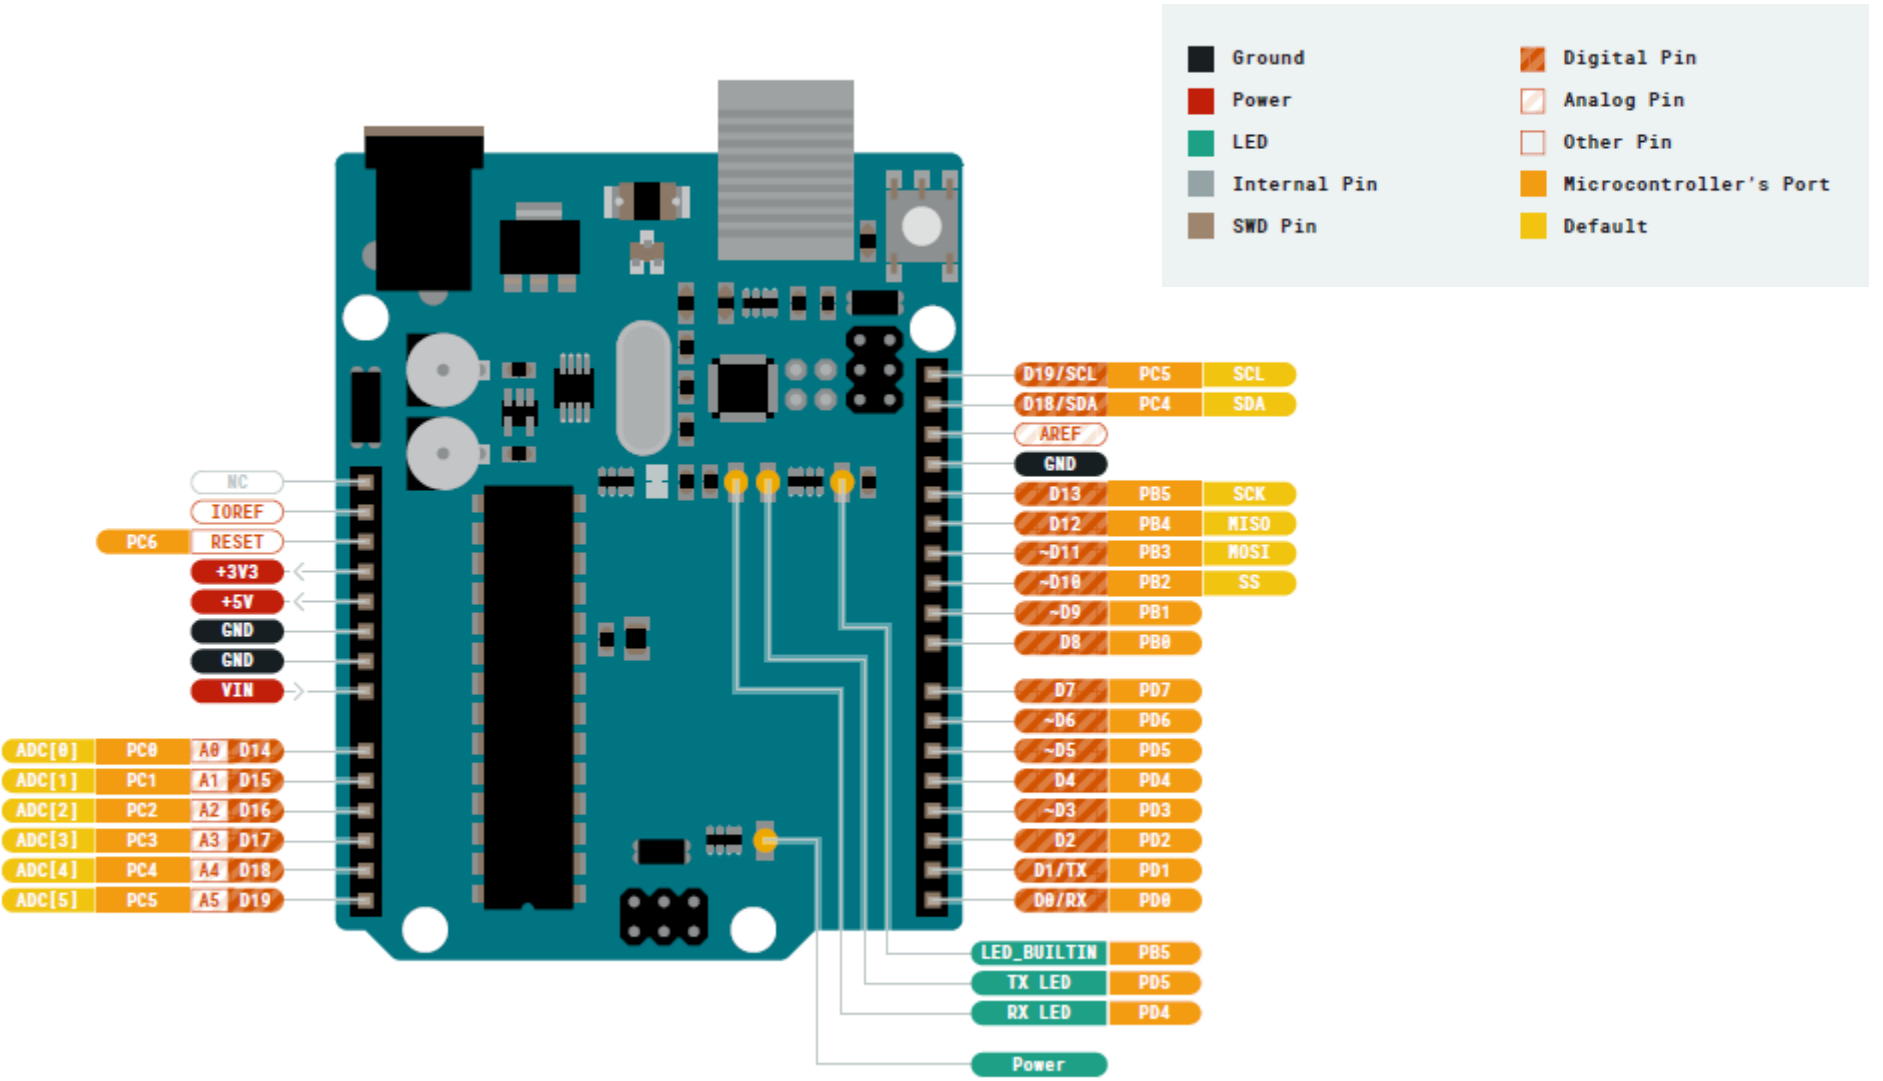 Ground
Power
LED
Internal Pin
SWD Pin
Digital Pin
Analog Pin
Other Pin
Microcontroller's Port
Default
NC
IOREF
PC6 RESET
+3V3
+5V
GND
GND
VIN
ADC[0] PC0 A0 D14
ADC[1] PC1 A1 D15
ADC[2] PC2 A2 D16
ADC[3] PC3 A3 D17
ADC[4] PC4 A4 D18
ADC[5] PC5 A5 D19
D19/SCL PC5 SCL
D18/SDA PC4 SDA
AREF
GND
D13 PB5 SCK
D12 PB4 MISO
~D11 PB3 MOSI
~D10 PB2 SS
~D9 PB1
D8 PB0
D7 PD7
~D6 PD6
~D5 PD5
D4 PD4
~D3 PD3
D2 PD2
D1/TX PD1
D0/RX PD0
LED_BUILTIN PB5
TX LED PD5
RX LED PD4
Power